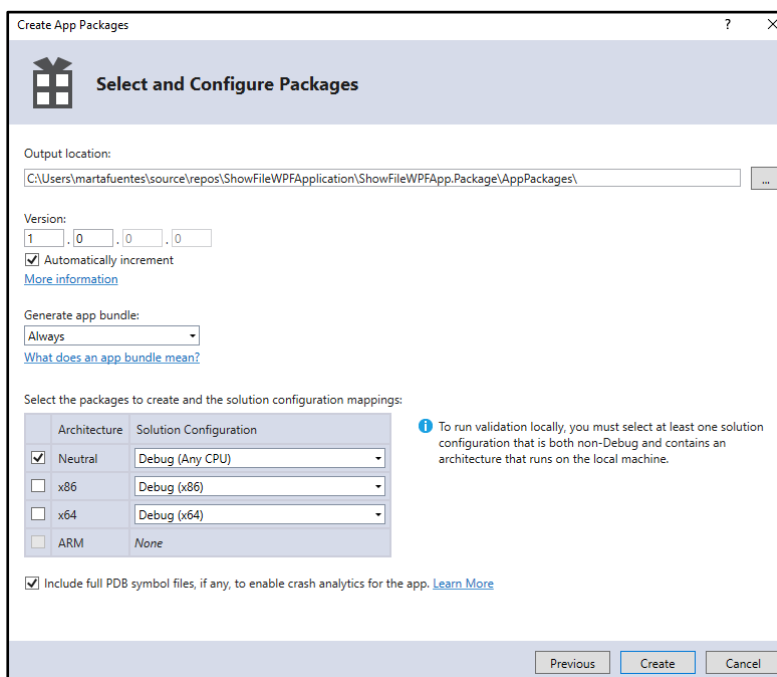 Create App Packages ? X
Select and Configure Packages
Output location:
C:\Users\martafuentes\source\repos\ShowFileWPFApplication\ShowFileWPFApp.Package\AppPackages\ ...
Version:
1 . 0 . 0 . 0
Automatically increment
More information
Generate app bundle:
Always
What does an app bundle mean?
Select the packages to create and the solution configuration mappings:
Architecture Solution Configuration
Neutral Debug (Any CPU)
x86 Debug (x86)
x64 Debug (x64)
ARM None
To run validation locally, you must select at least one solution
configuration that is both non-Debug and contains an
architecture that runs on the local machine.
Include full PDB symbol files, if any, to enable crash analytics for the app. Learn More
Previous Create Cancel